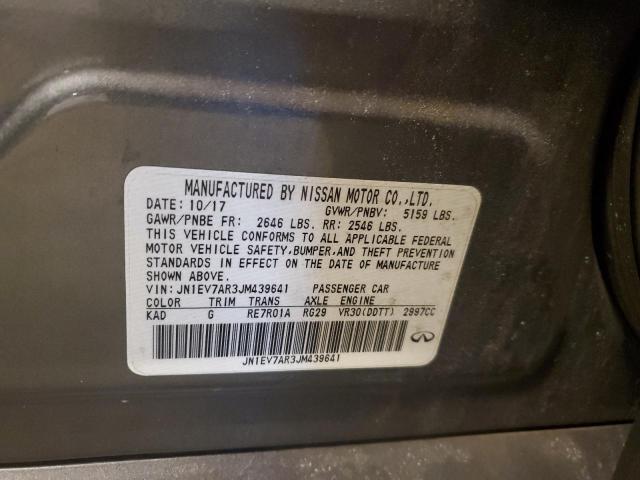 MANUFACTURED BY NISSAN MOTOR CO.,LTD.
DATE: 10/17 GVWR/PNBV: 5159 LBS.
GAWR/PNBE FR: 2646 LBS. RR: 2546 LBS.
THIS VEHICLE CONFORMS TO ALL APPLICABLE FEDERAL
MOTOR VEHICLE SAFETY,BUMPER,AND THEFT PREVENTION
STANDARDS IN EFFECT ON THE DATE OF MANUFACTURE
SHOWN ABOVE.
VIN: JN1EV7AR3JM439641 PASSENGER CAR
COLOR TRIM TRANS AXLE ENGINE
KAD G RE7R01A RG29 VR30(DDTT) 2997CC
JN1EV7AR3JM439641